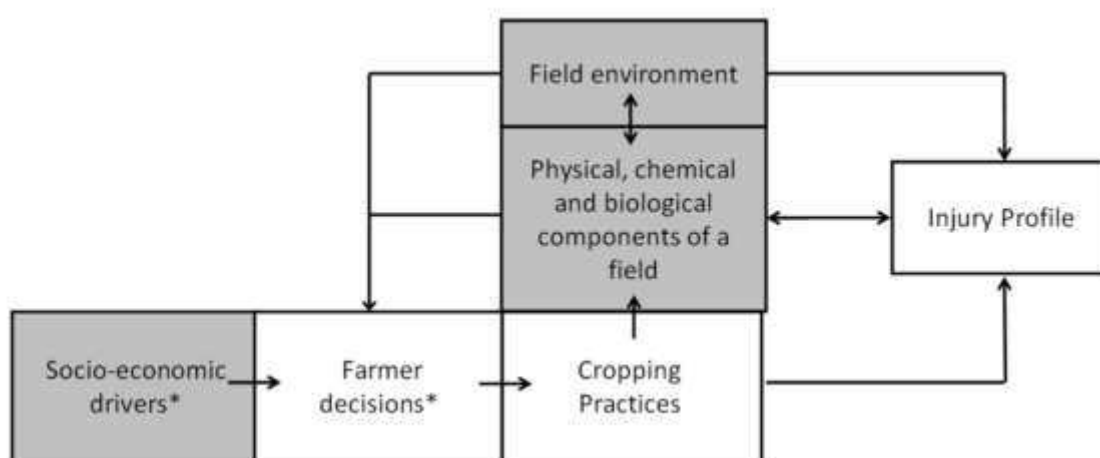 Field environment
Physical, chemical
and biological
components of a
field
Injury Profile
Socio-economic
drivers*
Farmer
decisions*
Cropping
Practices